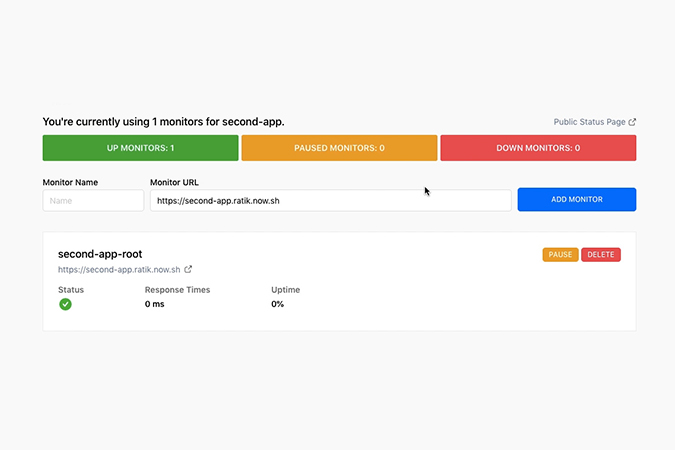 You're currently using 1 monitors for second-app.
Public Status Page
UP MONITORS: 1
PAUSED MONITORS: 0
DOWN MONITORS: 0
Monitor Name
Monitor URL
Name
https://second-app.ratik.now.sh
ADD MONITOR
second-app-root
PAUSE
DELETE
https://second-app.ratik.now.sh
Status
Response Times
Uptime
0 ms
0%